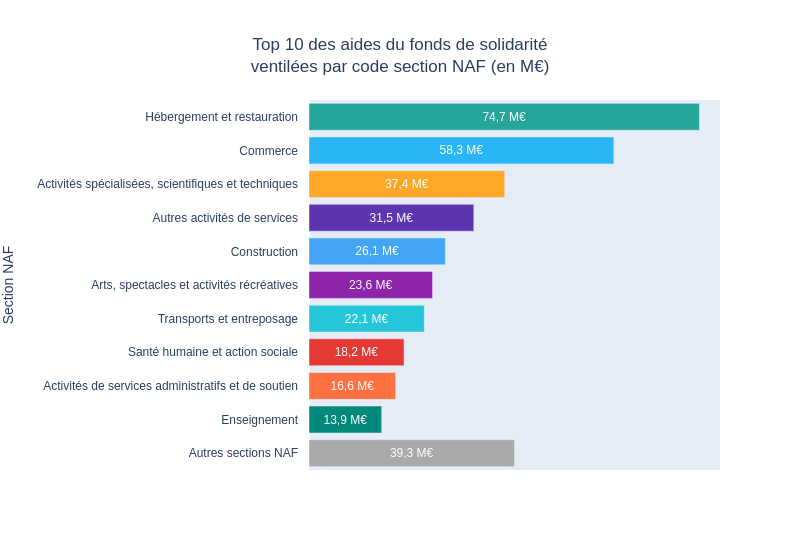 Top 10 des aides du fonds de solidarité
ventilées par code section NAF (en M€)
Section NAF
Hébergement et restauration 74,7 M€
Commerce 58,3 M€
Activités spécialisées, scientifiques et techniques 37,4 M€
Autres activités de services 31,5 M€
Construction 26,1 M€
Arts, spectacles et activités récréatives 23,6 M€
Transports et entreposage 22,1 M€
Santé humaine et action sociale 18,2 M€
Activités de services administratifs et de soutien 16,6 M€
Enseignement 13,9 M€
Autres sections NAF 39,3 M€